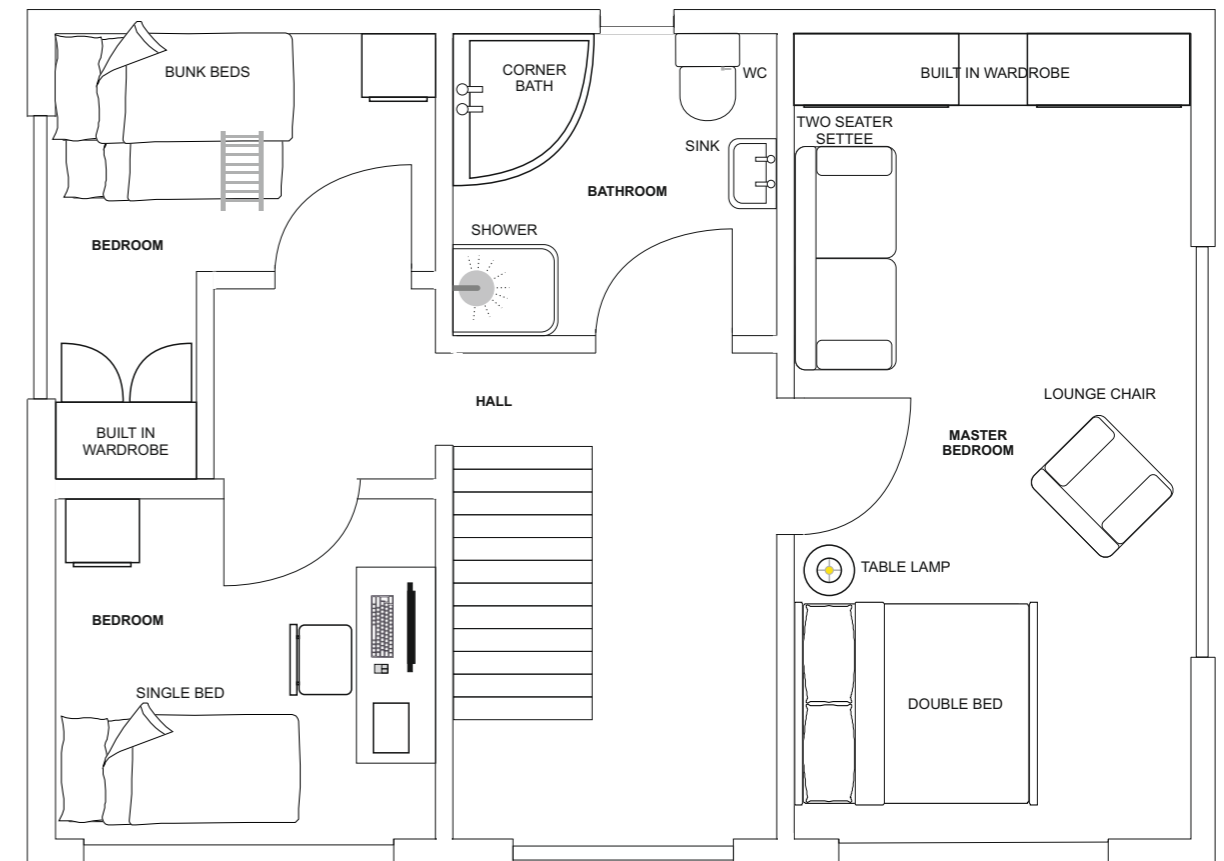 BUNK BEDS
CORNER
BATH
WC
BUILT IN WARDROBE
TWO SEATER
SETTEE
SINK
BATHROOM
SHOWER
BEDROOM
HALL
LOUNGE CHAIR
MASTER
BEDROOM
BUILT IN
WARDROBE
TABLE LAMP
BEDROOM
SINGLE BED
DOUBLE BED